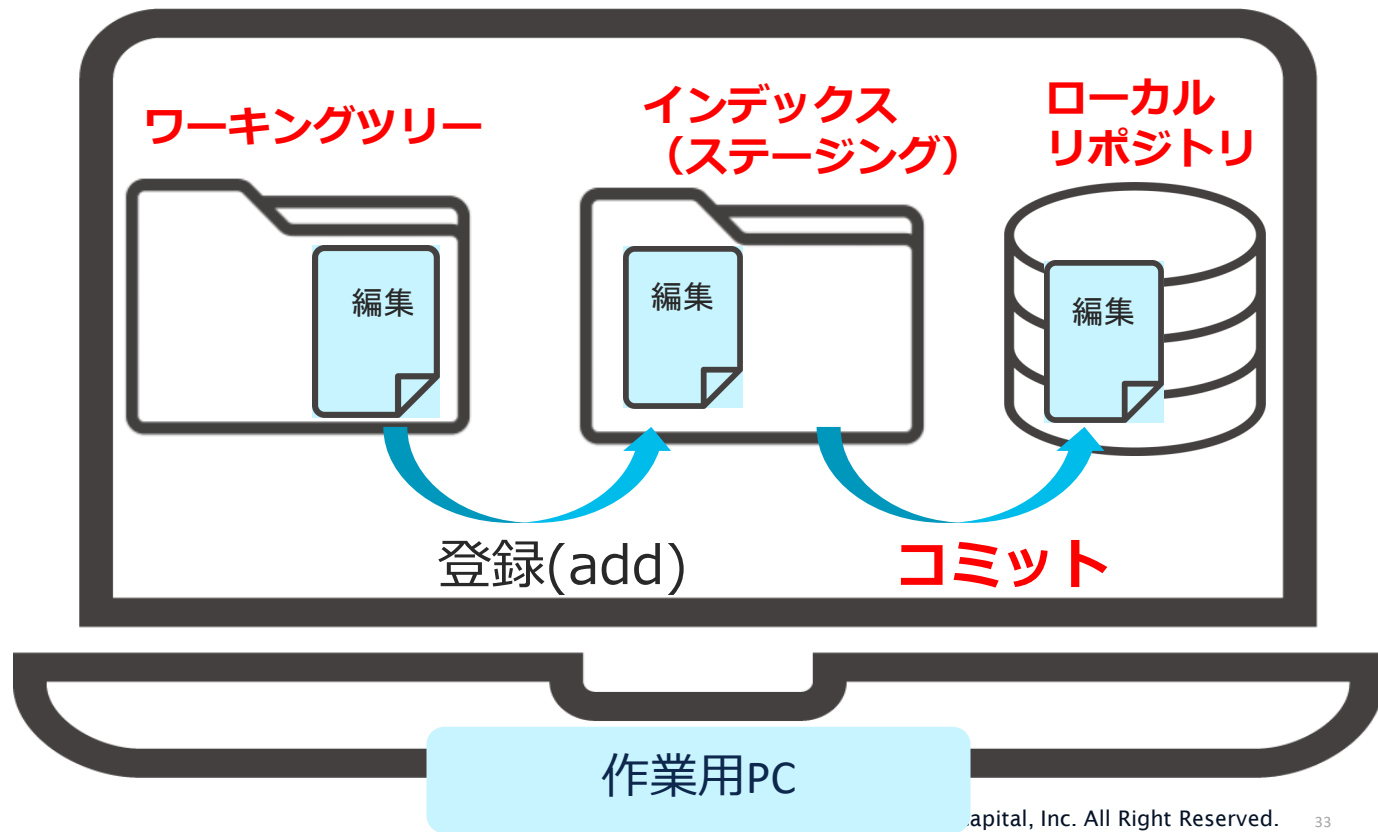 ワーキングツリー
インデックス
（ステージング）
ローカル
リポジトリ
編集
編集
編集
登録(add)
コミット
作業用PC
apital, Inc. All Right Reserved.
33